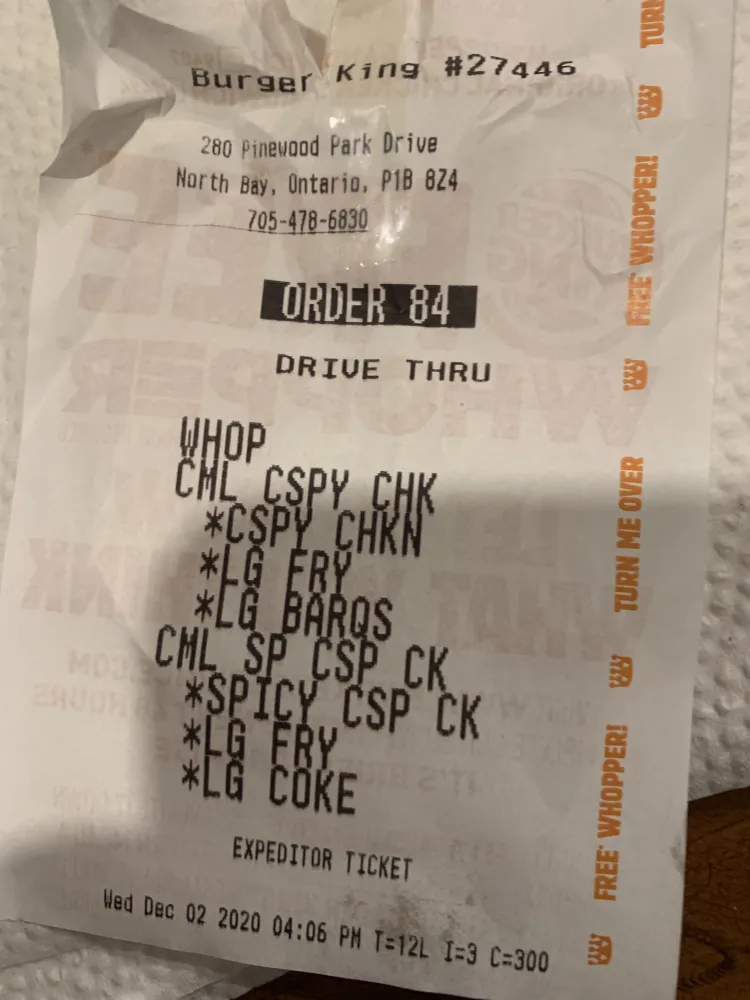 Burger King #27446
280 Pinewood Park Drive
North Bay, Ontario, P1B 8Z4
705-478-6830
ORDER 84
DRIVE THRU
WHOP
CML CSPY CHK
*CSPY CHKN
*LG FRY
*LG BARQS
CML SP CSP CK
*SPICY CSP CK
*LG FRY
*LG COKE
EXPEDITOR TICKET
Wed Dec 02 2020 04:06 PM T=12L I=3 C=300
FREE WHOPPER!
TURN ME OVER
FREE WHOPPER!
TURN